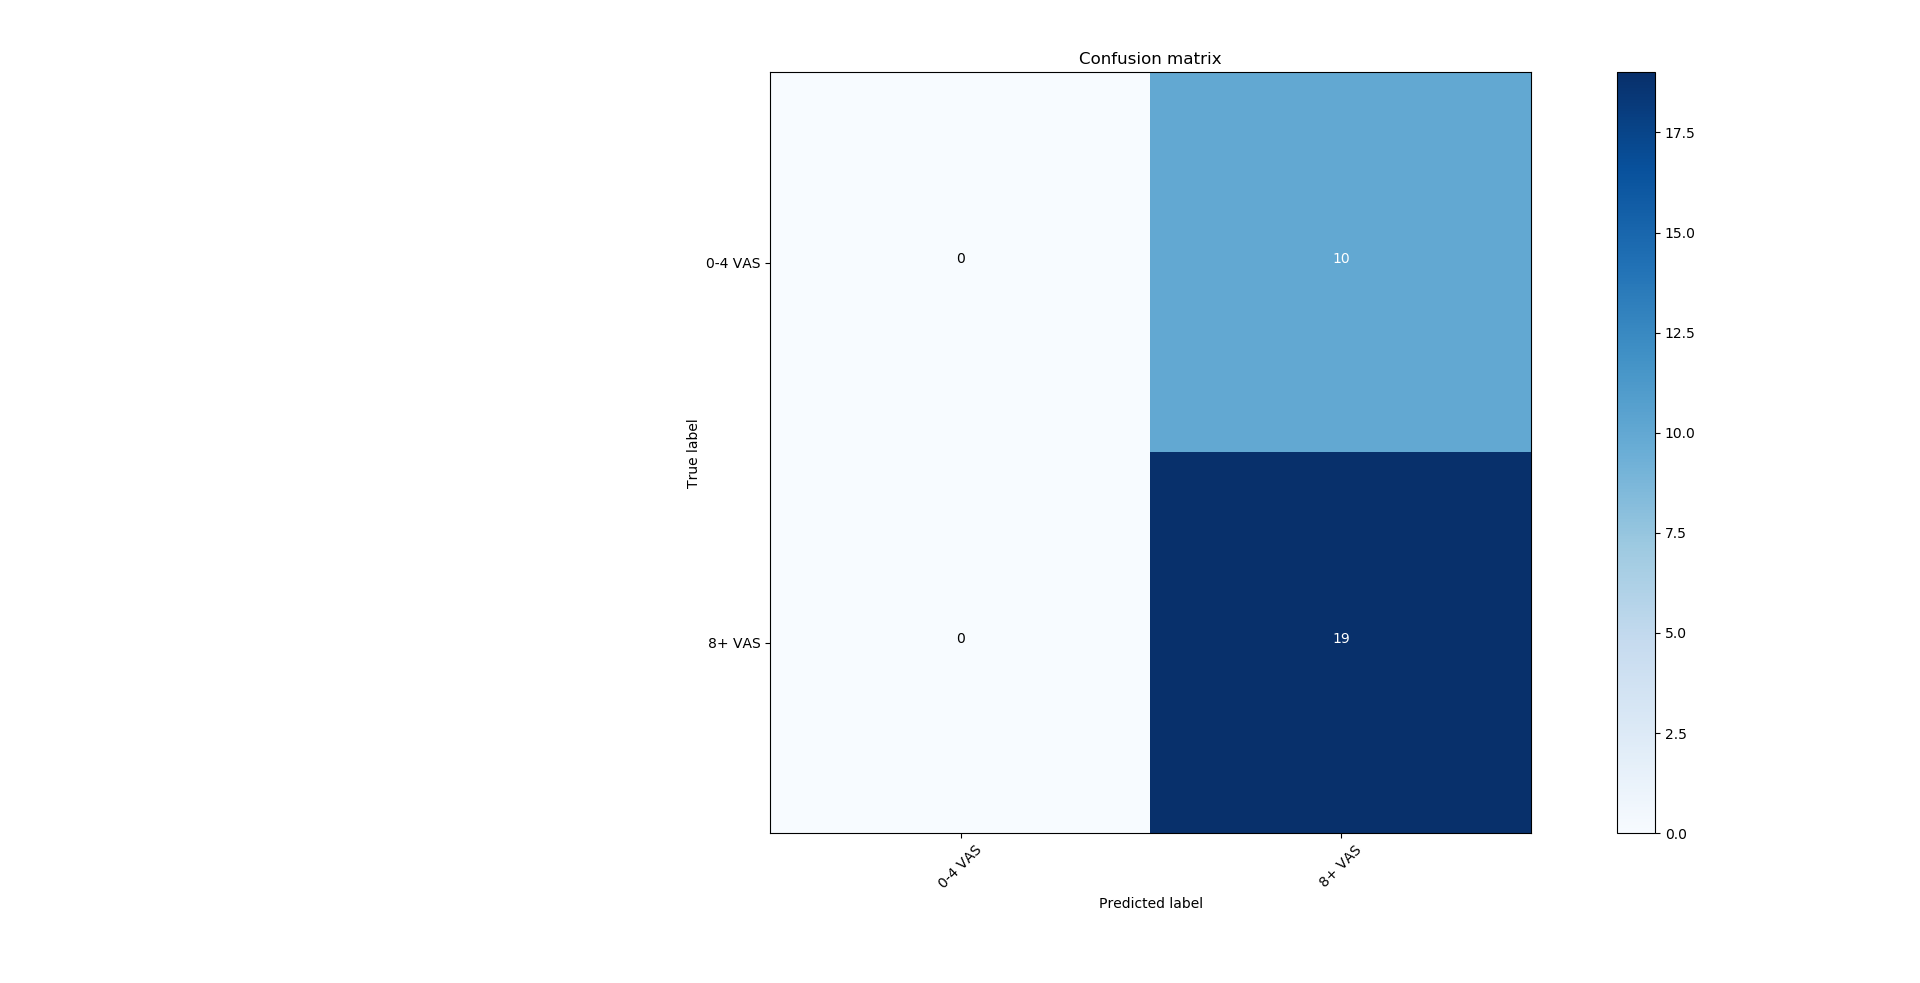 Confusion matrix
0-4 VAS
8+ VAS
True label
0
10
0
19
0-4 VAS
8+ VAS
Predicted label
17.5
15.0
12.5
10.0
7.5
5.0
2.5
0.0